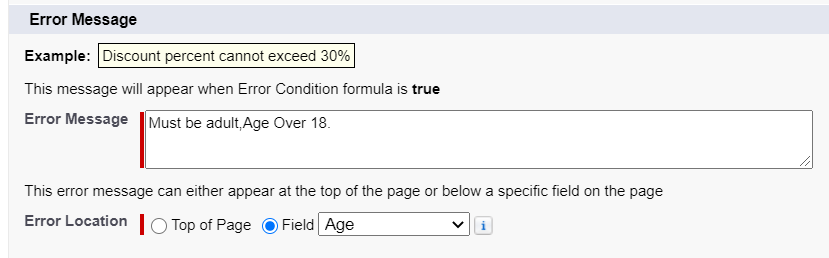 Error Message
Example: Discount percent cannot exceed 30%
This message will appear when Error Condition formula is true
Error Message Must be adult,Age Over 18.
This error message can either appear at the top of the page or below a specific field on the page
Error Location Top of Page Field Age i